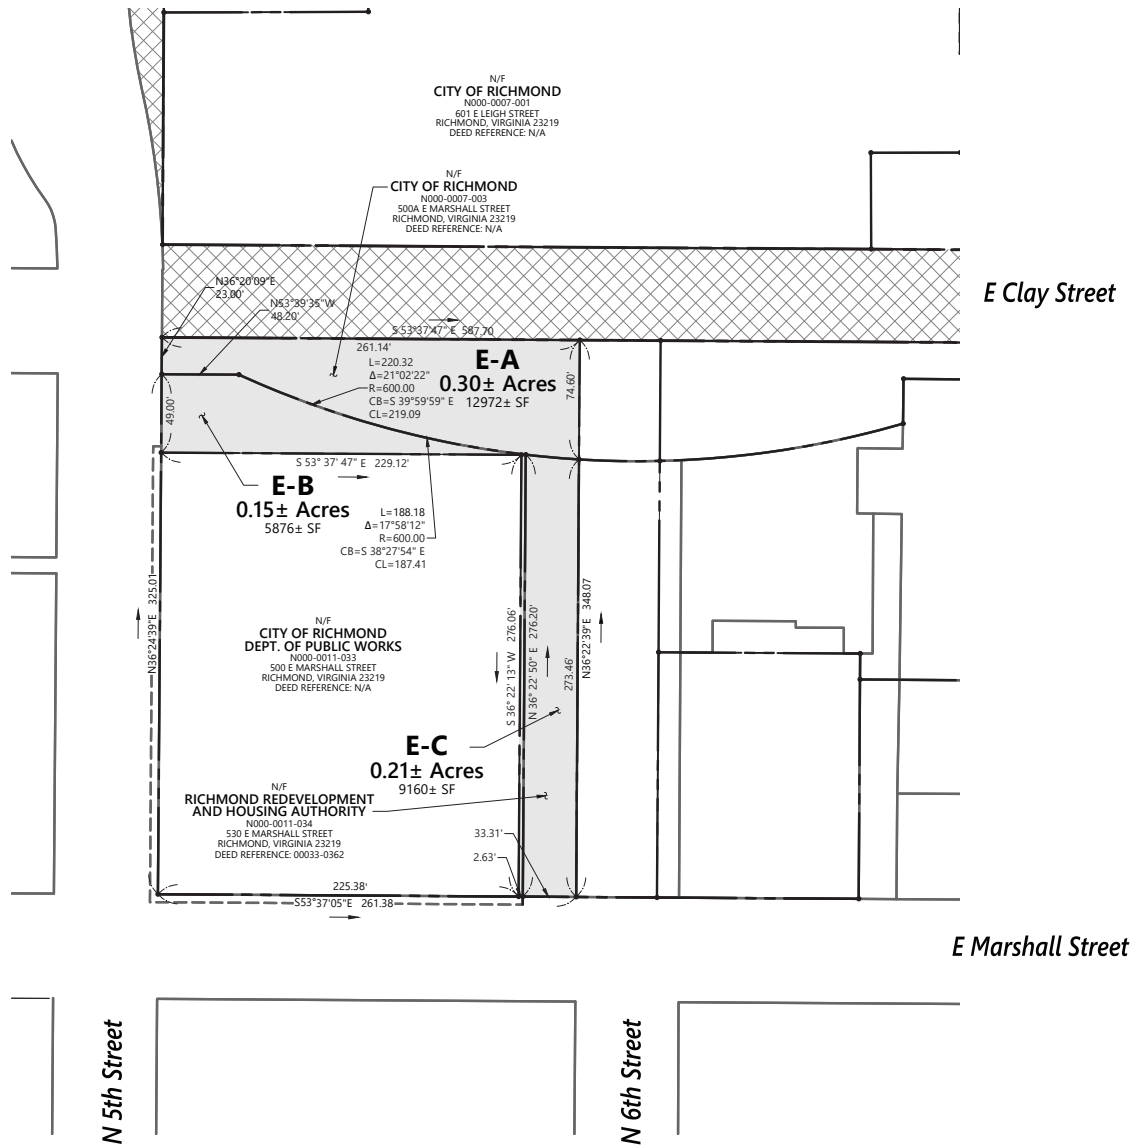 N/F
CITY OF RICHMOND
N000-0007-001
601 E LEIGH STREET
RICHMOND, VIRGINIA 23219
DEED REFERENCE: N/A
N/F
CITY OF RICHMOND
N000-0007-003
500A E MARSHALL STREET
RICHMOND, VIRGINIA 23219
DEED REFERENCE: N/A
N36°20'09"E
23.00'
N53°39'35"W
48.20'
E Clay Street
S 53°37'47" E 587.70
261.14'
L=220.32
Δ=21°02'22"
R=600.00
CB=S 39°59'59" E
CL=219.09
E-A
0.30± Acres
12972± SF
74.60'
49.00'
S 53° 37' 47" E 229.12'
E-B
0.15± Acres
5876± SF
L=188.18
Δ=17°58'12"
R=600.00
CB=S 38°27'54" E
CL=187.41
N36°24'39"E 325.01
N/F
CITY OF RICHMOND
DEPT. OF PUBLIC WORKS
N000-0011-033
500 E MARSHALL STREET
RICHMOND, VIRGINIA 23219
DEED REFERENCE: N/A
S 36° 22' 13" W 276.06'
N 36° 22' 50" E 276.20'
273.46'
N36°22'39"E 348.07
E-C
0.21± Acres
9160± SF
N/F
RICHMOND REDEVELOPMENT
AND HOUSING AUTHORITY
N000-0011-034
530 E MARSHALL STREET
RICHMOND, VIRGINIA 23219
DEED REFERENCE: 00033-0362
33.31'
2.63'
225.38'
S53°37'05"E 261.38
E Marshall Street
N 5th Street
N 6th Street